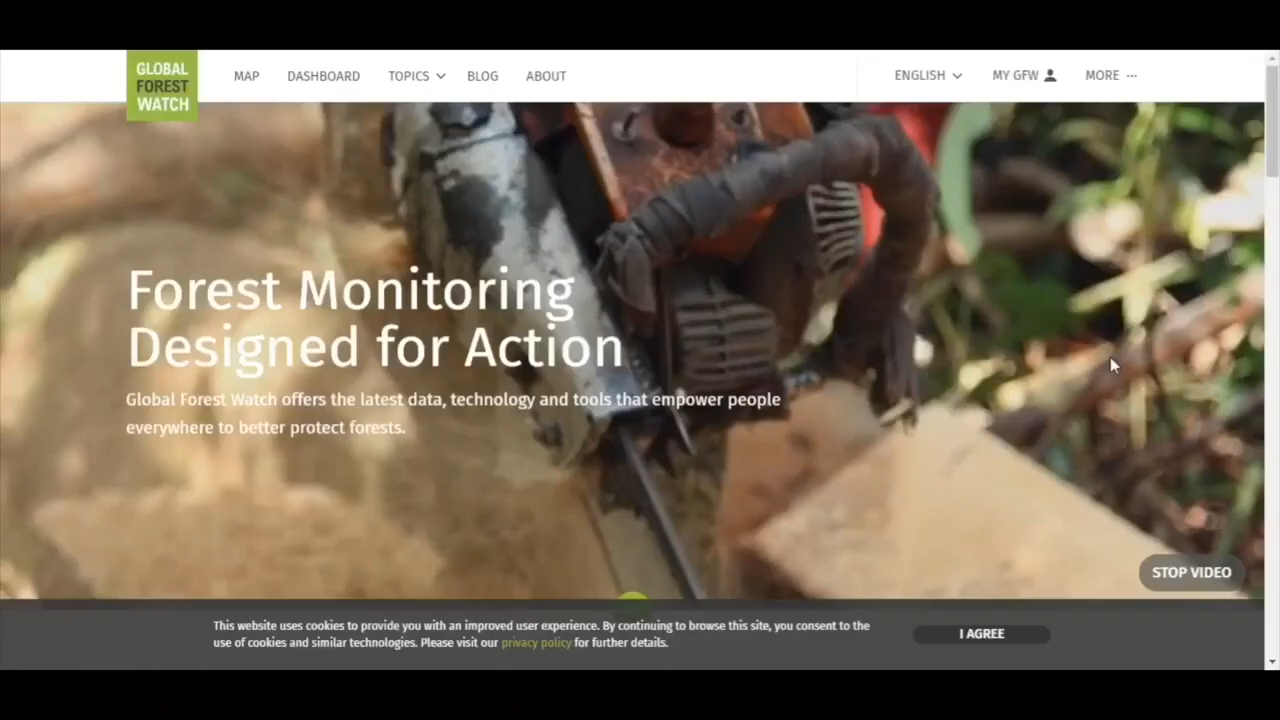 GLOBAL
FOREST
WATCH
MAP
DASHBOARD
TOPICS
BLOG
ABOUT
ENGLISH
MY GFW
MORE
Forest Monitoring
Designed for Action
Global Forest Watch offers the latest data, technology and tools that empower people
everywhere to better protect forests.
STOP VIDEO
This website uses cookies to provide you with an improved user experience. By continuing to browse this site, you consent to the
use of cookies and similar technologies. Please visit our privacy policy for further details.
I AGREE